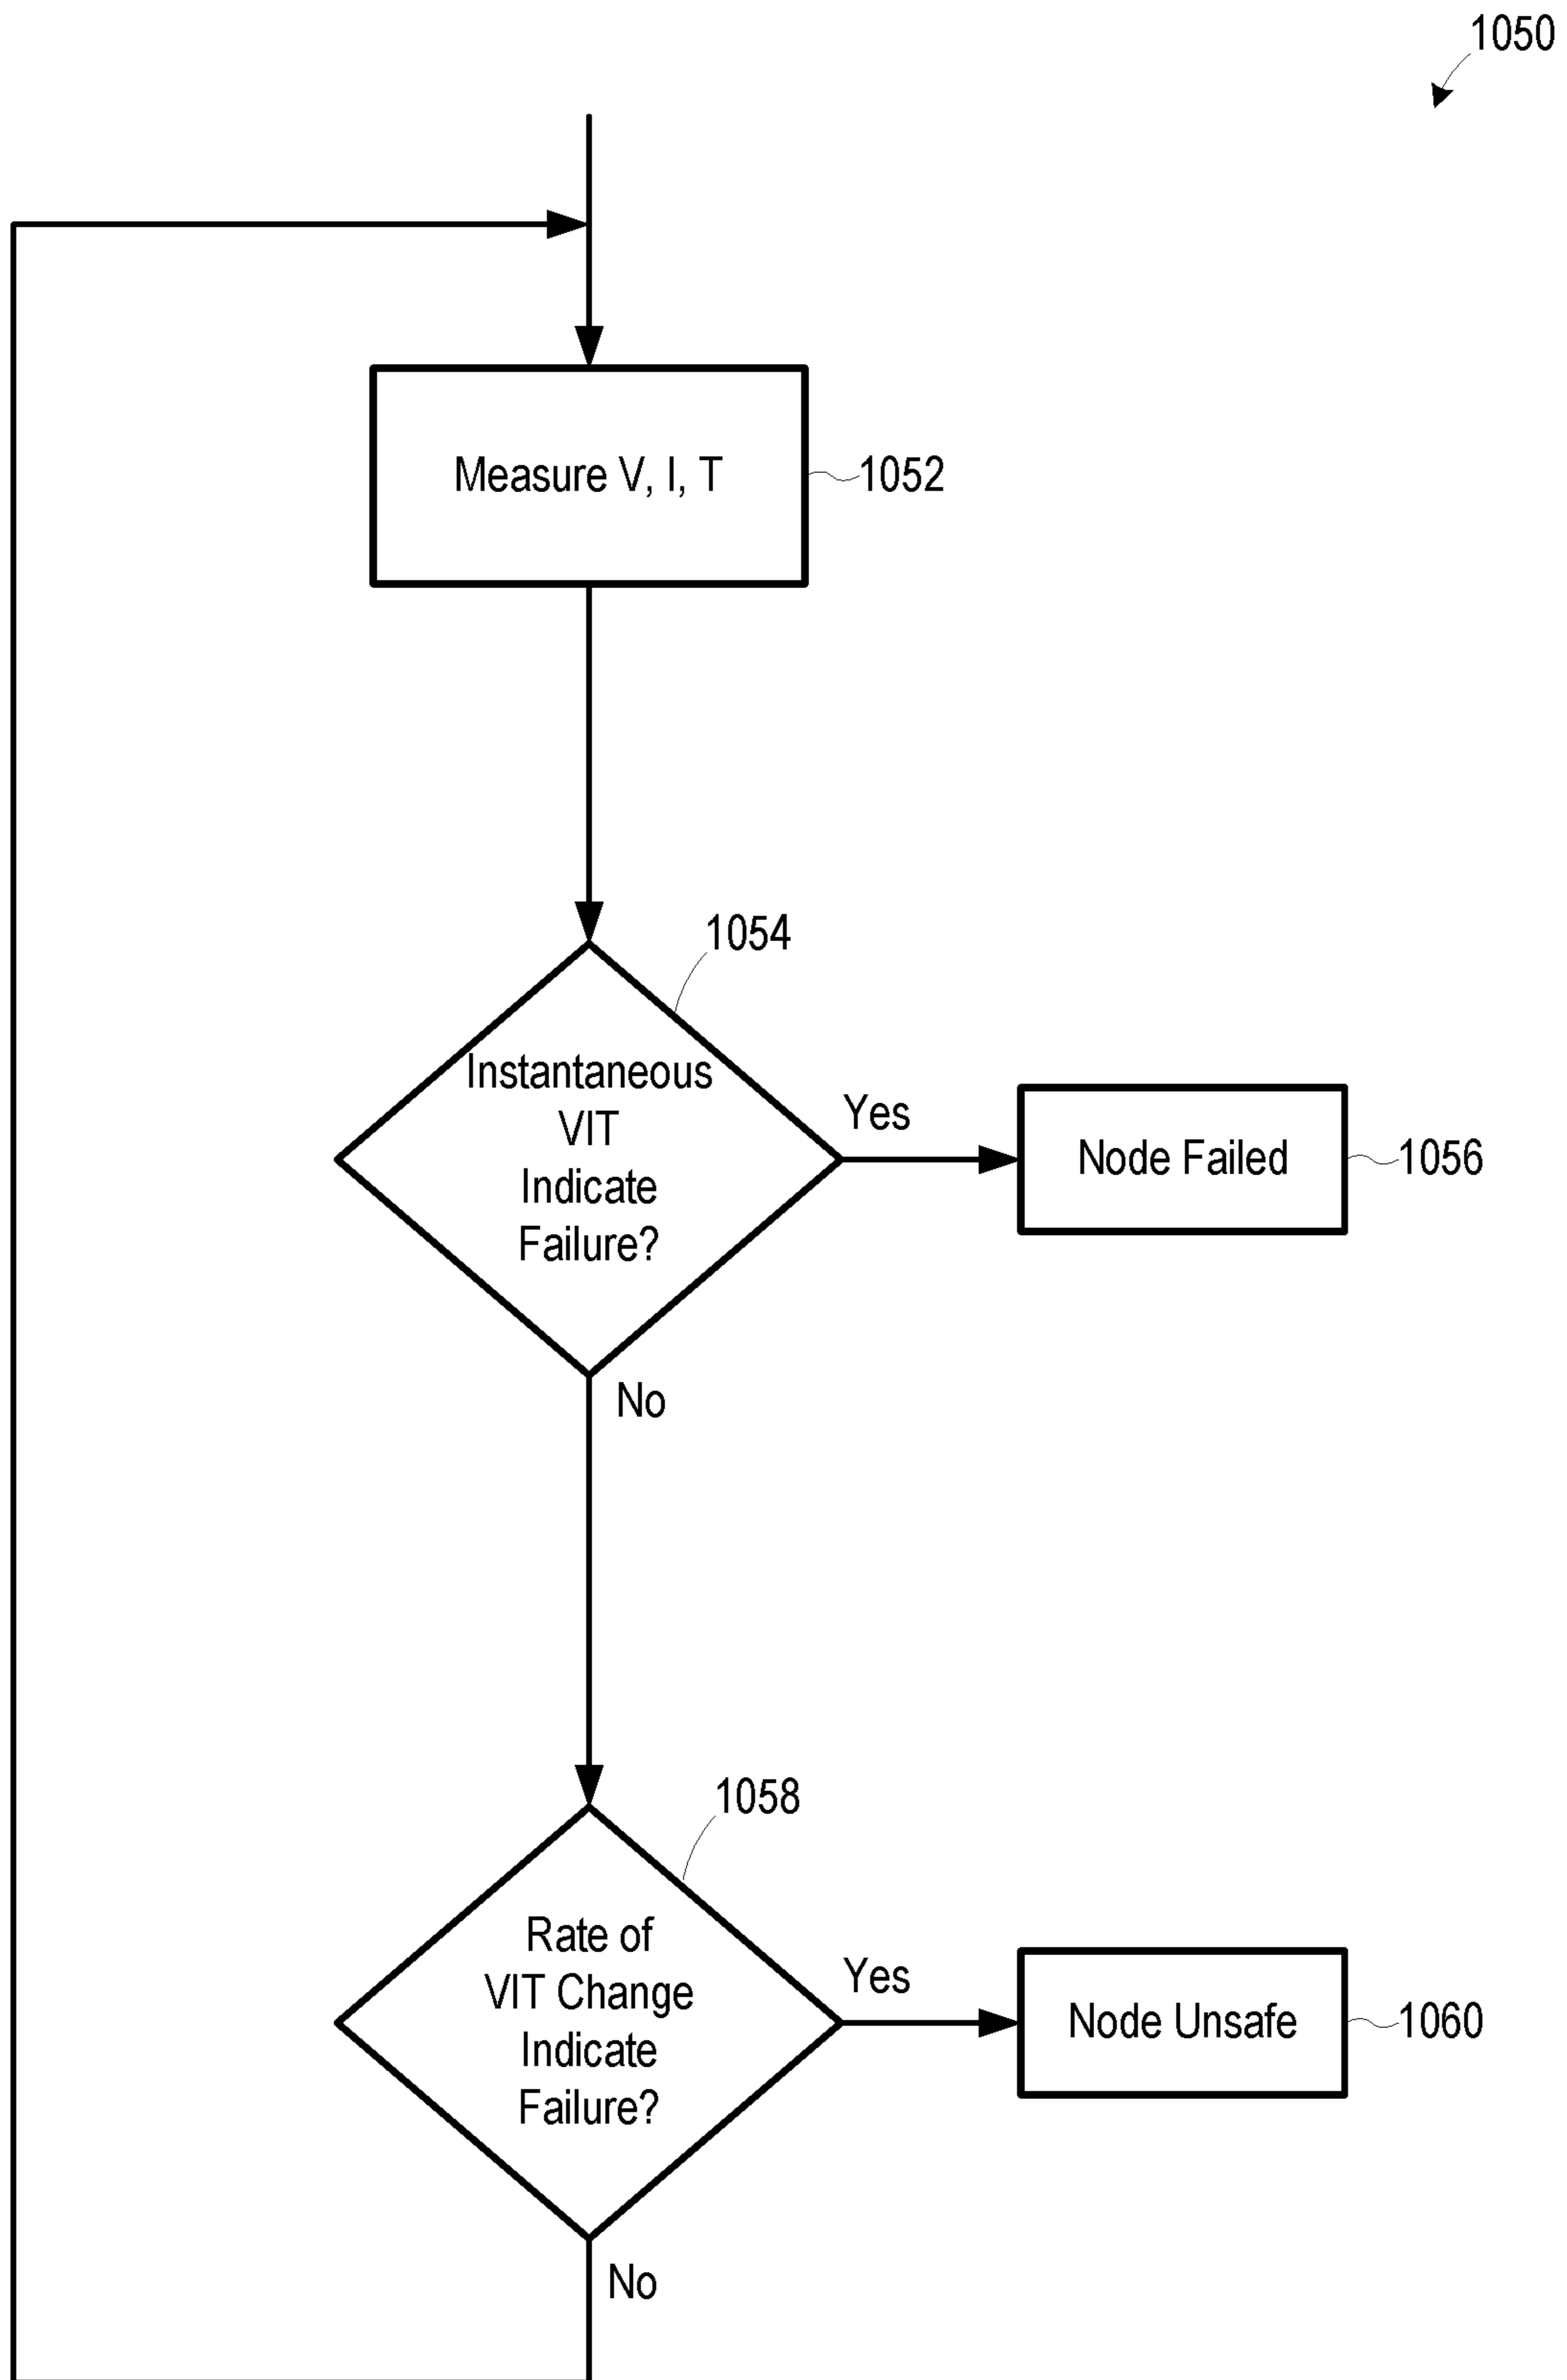 1050
Measure V, I, T
1052
1054
Instantaneous
VIT
Indicate
Failure?
Yes
Node Failed
1056
No
1058
Rate of
VIT Change
Indicate
Failure?
Yes
Node Unsafe
1060
No